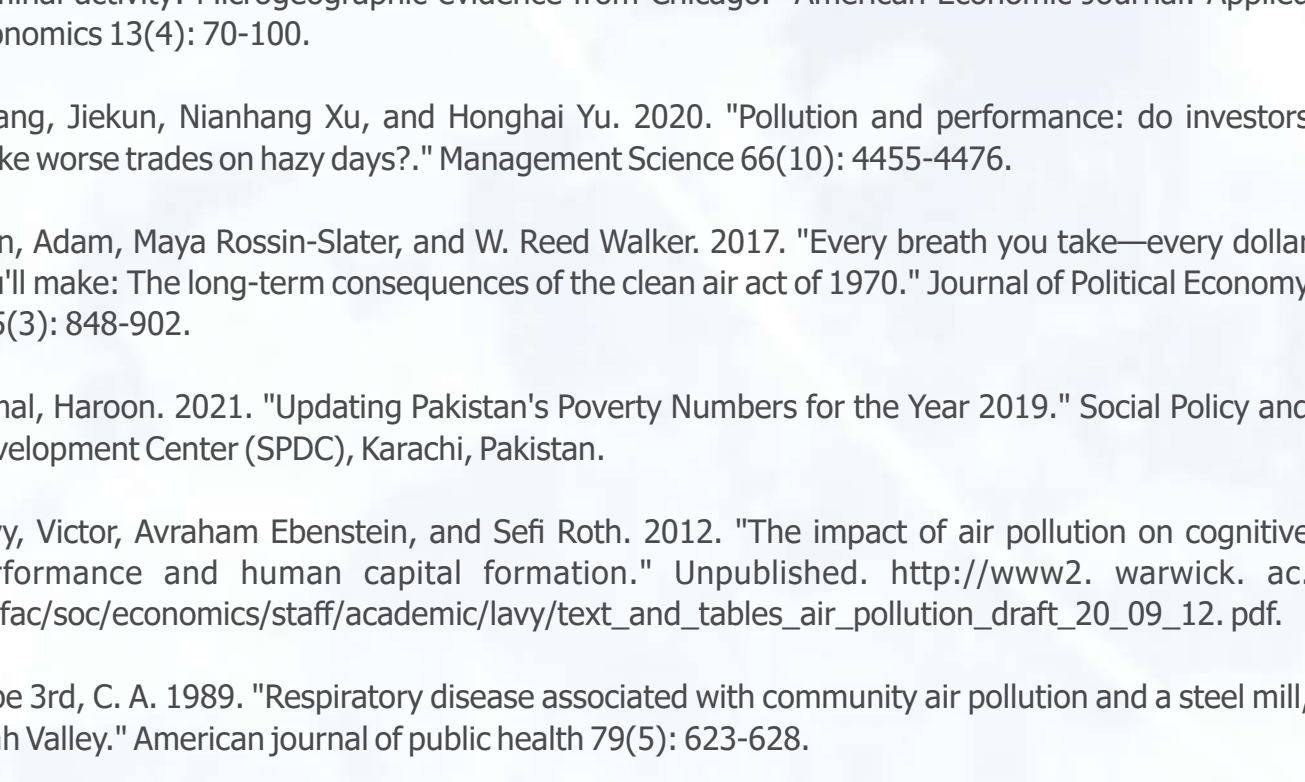 minal activity: Microgeographic evidence from Chicago." American Economic Journal: Applied
onomics 13(4): 70-100.
ang, Jiekun, Nianhang Xu, and Honghai Yu. 2020. "Pollution and performance: do investors
ke worse trades on hazy days?." Management Science 66(10): 4455-4476.
n, Adam, Maya Rossin-Slater, and W. Reed Walker. 2017. "Every breath you take—every dollar
u'll make: The long-term consequences of the clean air act of 1970." Journal of Political Economy
5(3): 848-902.
mal, Haroon. 2021. "Updating Pakistan's Poverty Numbers for the Year 2019." Social Policy and
velopment Center (SPDC), Karachi, Pakistan.
vy, Victor, Avraham Ebenstein, and Sefi Roth. 2012. "The impact of air pollution on cognitive
rformance and human capital formation." Unpublished. http://www2. warwick. ac.
fac/soc/economics/staff/academic/lavy/text_and_tables_air_pollution_draft_20_09_12. pdf.
pe 3rd, C. A. 1989. "Respiratory disease associated with community air pollution and a steel mill,
ah Valley." American journal of public health 79(5): 623-628.